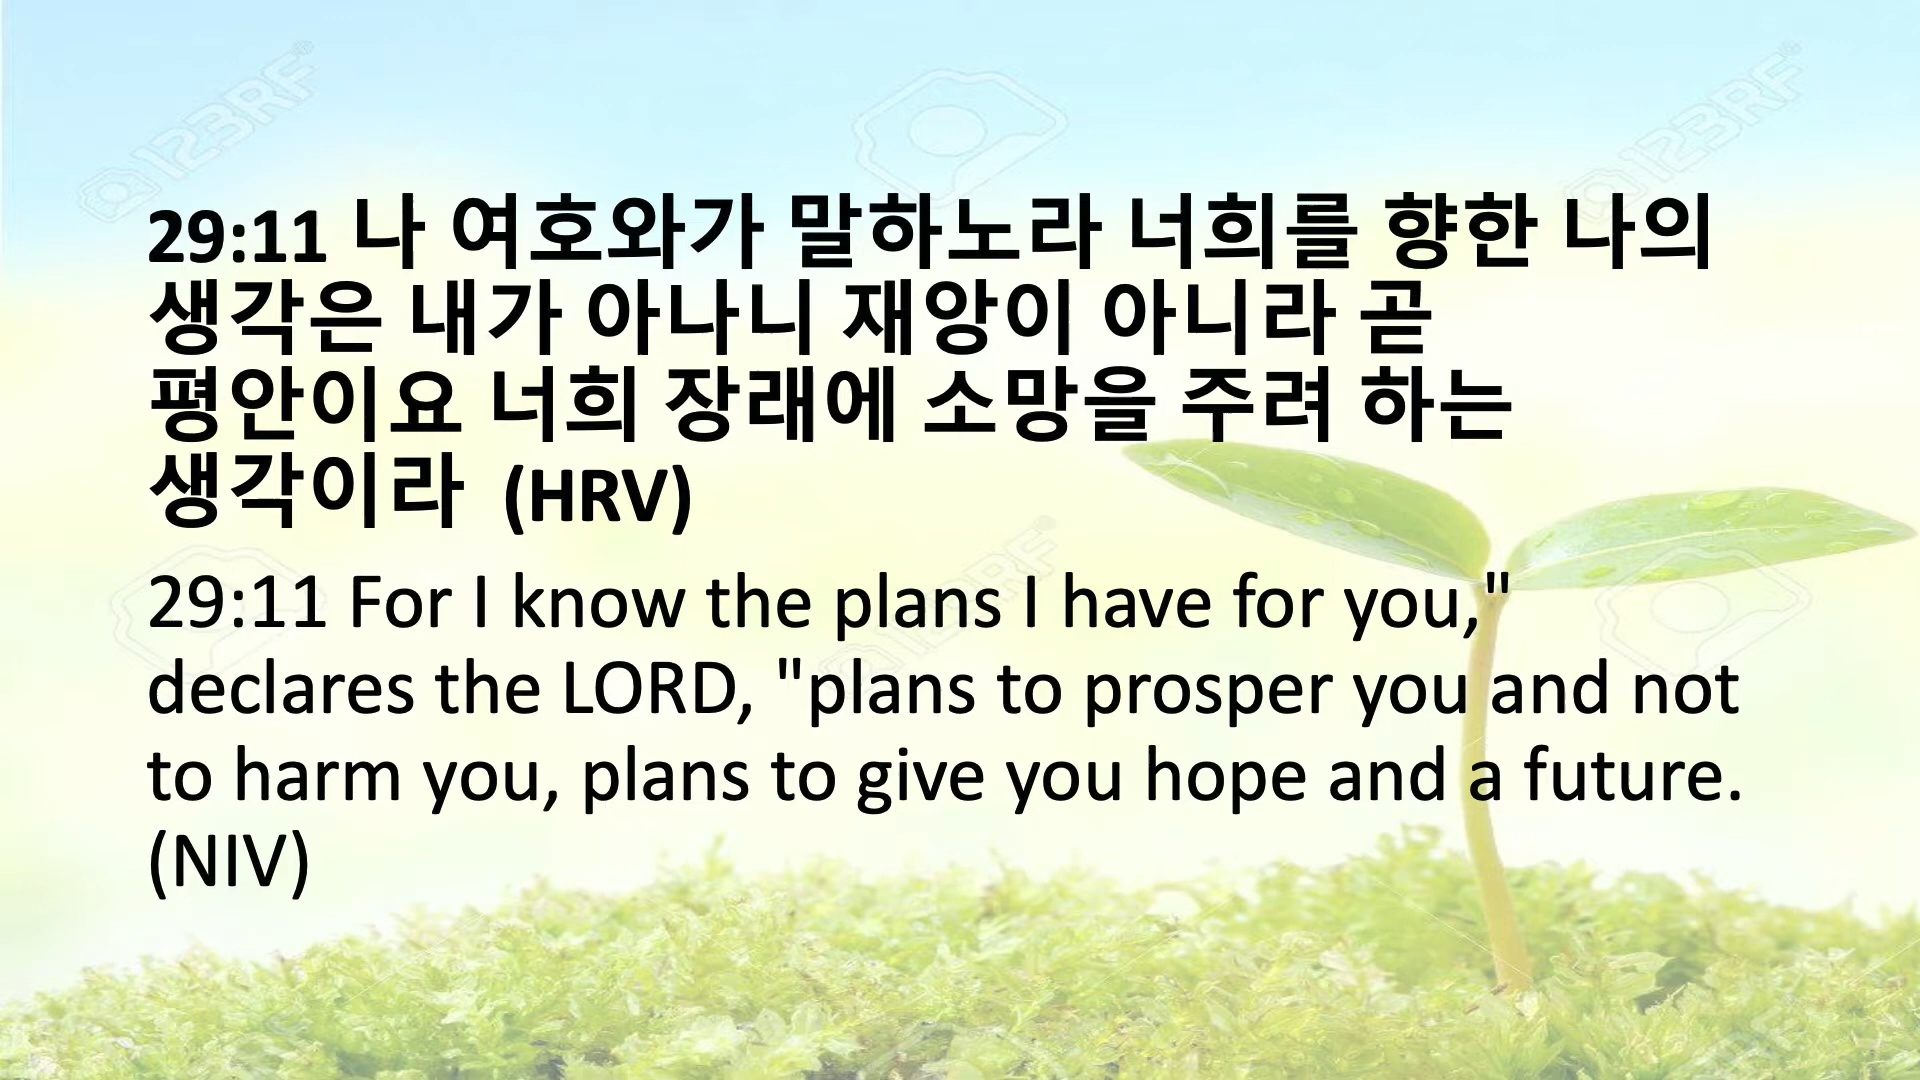 29:11 나 여호와가 말하노라 너희를 향한 나의
생각은 내가 아나니 재앙이 아니라 곧
평안이요 너희 장래에 소망을 주려 하는
생각이라 (HRV)
29:11 For I know the plans I have for you,"
declares the LORD, "plans to prosper you and not
to harm you, plans to give you hope and a future.
(NIV)
123RF
123RF
123RF